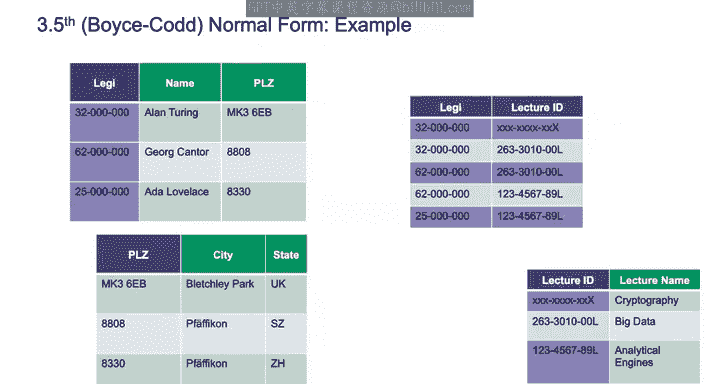 3.5th (Boyce-Codd) Normal Form: Example
Legi Name PLZ
32-000-000 Alan Turing MK3 6EB
62-000-000 Georg Cantor 8808
25-000-000 Ada Lovelace 8330
Legi Lecture ID
32-000-000 xxx-xxxx-xxX
32-000-000 263-3010-00L
62-000-000 263-3010-00L
62-000-000 123-4567-89L
25-000-000 123-4567-89L
PLZ City State
MK3 6EB Bletchley Park UK
8808 Pfäffikon SZ
8330 Pfäffikon ZH
Lecture ID Lecture Name
xxx-xxxx-xxX Cryptography
263-3010-00L Big Data
123-4567-89L Analytical
Engines